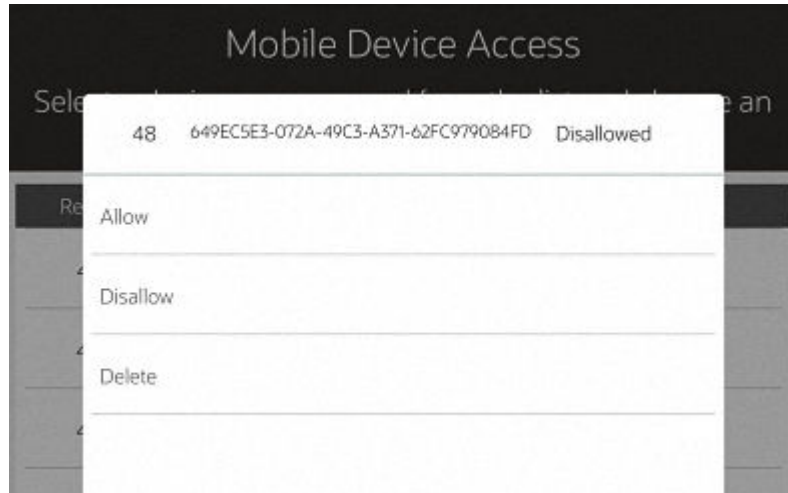 Mobile Device Access
Sele e an
48 649EC5E3-072A-49C3-A371-62FC979084FD Disallowed
Re
Allow
Disallow
Delete